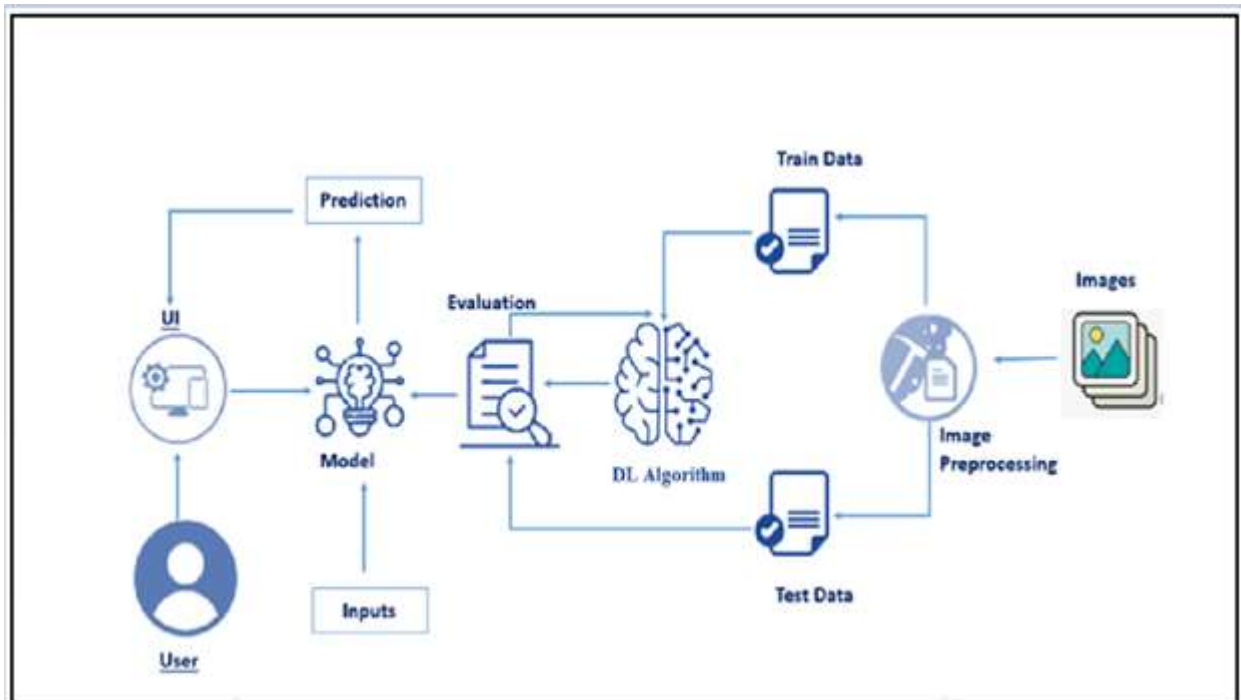 Train Data
Prediction
Images
Evaluation
UI
Image
Preprocessing
Model
DL Algorithm
Test Data
Inputs
User